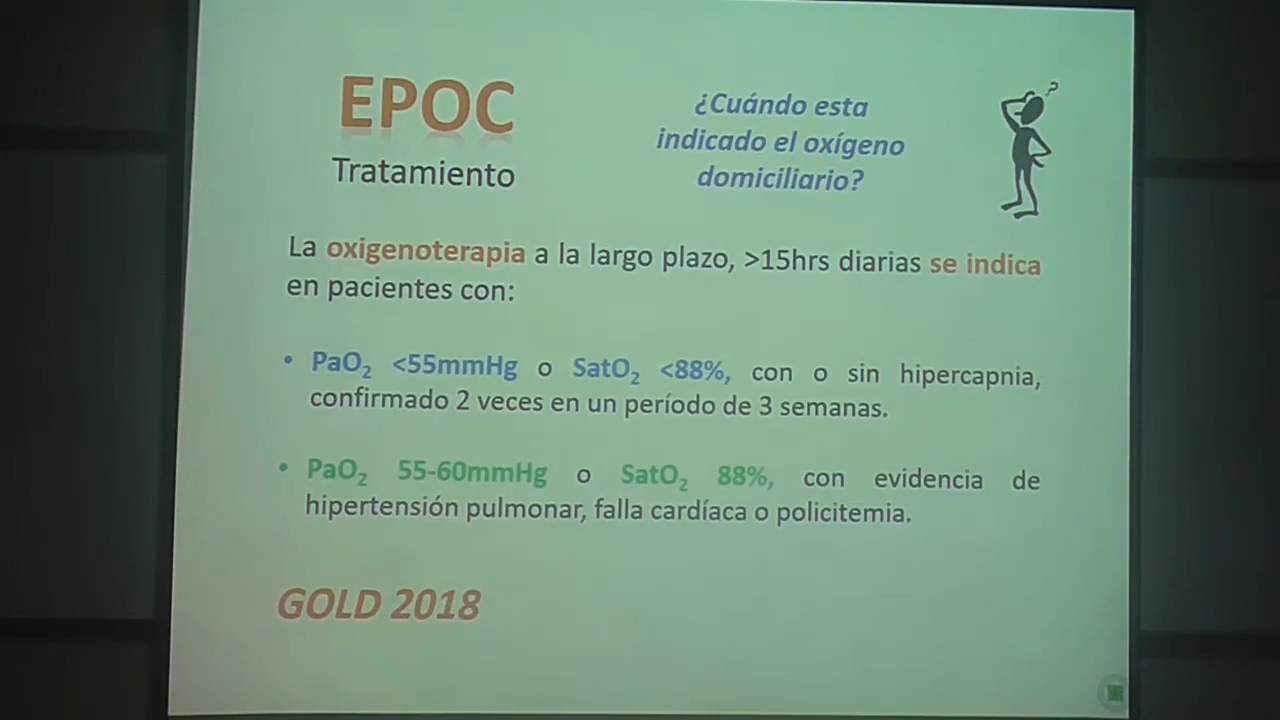 EPOC
Tratamiento
¿Cuándo esta
indicado el oxígeno
domiciliario?
?
La oxigenoterapia a la largo plazo, >15hrs diarias se indica
en pacientes con:
• PaO₂ <55mmHg o SatO₂ <88%, con o sin hipercapnia,
confirmado 2 veces en un período de 3 semanas.
• PaO₂ 55-60mmHg o SatO₂ 88%, con evidencia de
hipertensión pulmonar, falla cardíaca o policitemia.
GOLD 2018